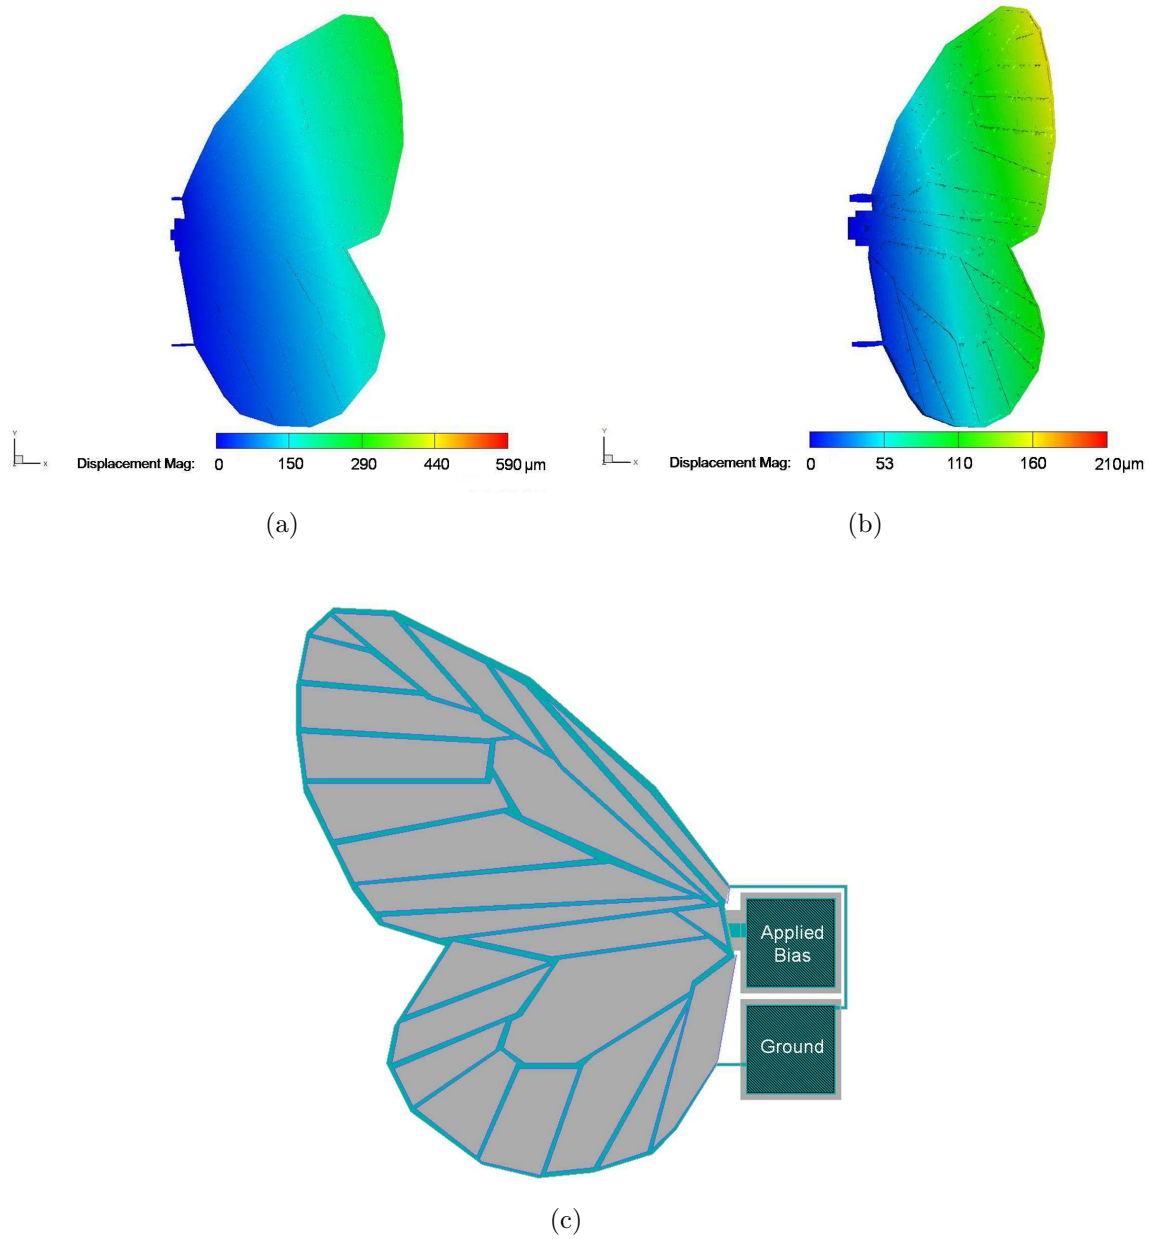 Y
X
Displacement Mag: 0 150 290 440 590 µm
(a)
Y
X
Displacement Mag: 0 53 110 160 210µm
(b)
Applied
Bias
Ground
(c)